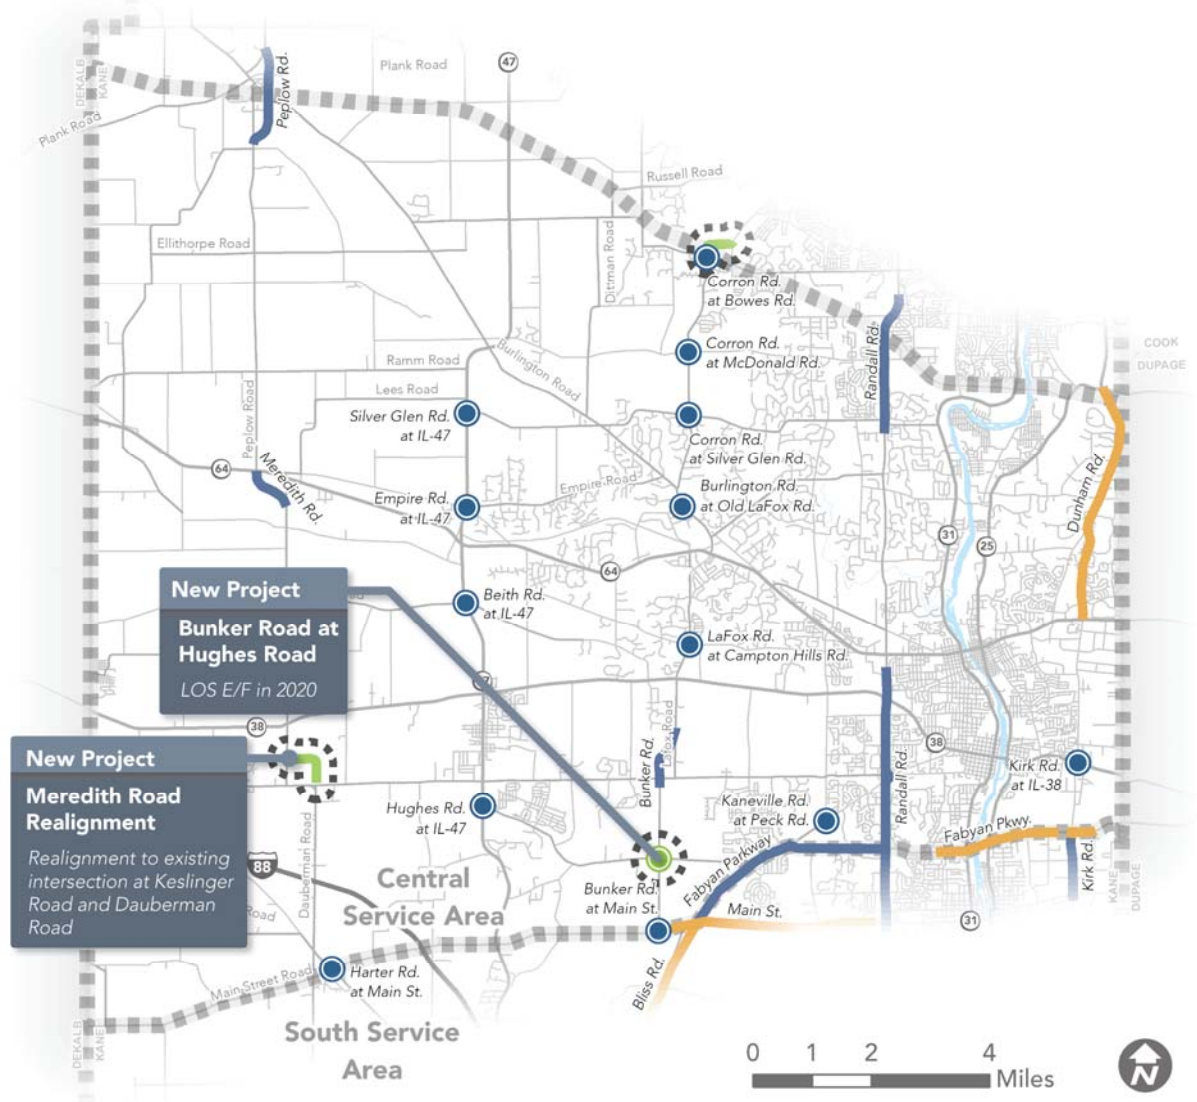 Plank Road
47
Peplow Rd.
DEKALB
KANE
Plank Road
Russell Road
Ellithorpe Road
Dittman Road
Corron Rd.
at Bowes Rd.
Ramm Road
Burlington Road
Corron Rd.
at McDonald Rd.
Randall Rd.
COOK
DUPAGE
Lees Road
Peplow Road
Silver Glen Rd.
at IL-47
Corron Rd.
at Silver Glen Rd.
64
Meredith Rd.
Empire Rd.
at IL-47
Empire Road
Burlington Rd.
at Old LaFox Rd.
Dunham Rd.
31
25
64
New Project
Bunker Road at
Hughes Road
LOS E/F in 2020
Beith Rd.
at IL-47
LaFox Rd.
at Campton Hills Rd.
38
Lafox Road
Bunker Rd.
38
Kirk Rd.
at IL-38
New Project
Meredith Road
Realignment
Realignment to existing
intersection at Keslinger
Road and Dauberman
Road
Hughes Rd.
at IL-47
Kaneville Rd.
at Peck Rd.
Randall Rd.
Fabyan Pkwy.
Dauberman Road
88
Road
Central
Service Area
Bunker Rd.
at Main St.
Fabyan Parkway
Main St.
Kirk Rd.
KANE
DUPAGE
31
Main Street Road
Harter Rd.
at Main St.
Bliss Rd.
South Service
Area
DEKALB
KANE
0 1 2 4
Miles
N